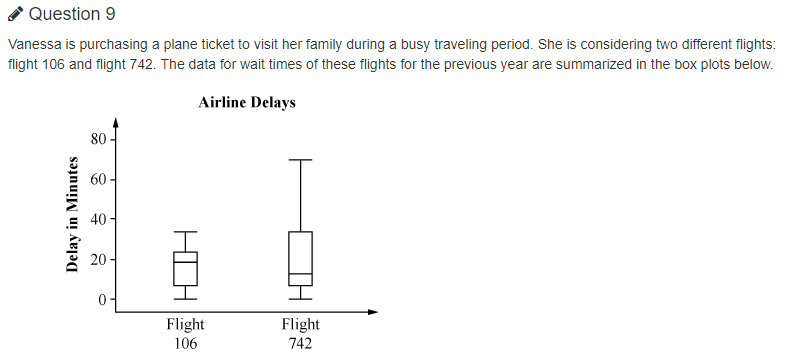 Question 9
Vanessa is purchasing a plane ticket to visit her family during a busy traveling period. She is considering two different flights:
flight 106 and flight 742. The data for wait times of these flights for the previous year are summarized in the box plots below.
Airline Delays
Delay in Minutes
80
60
40
20
0
Flight
106
Flight
742